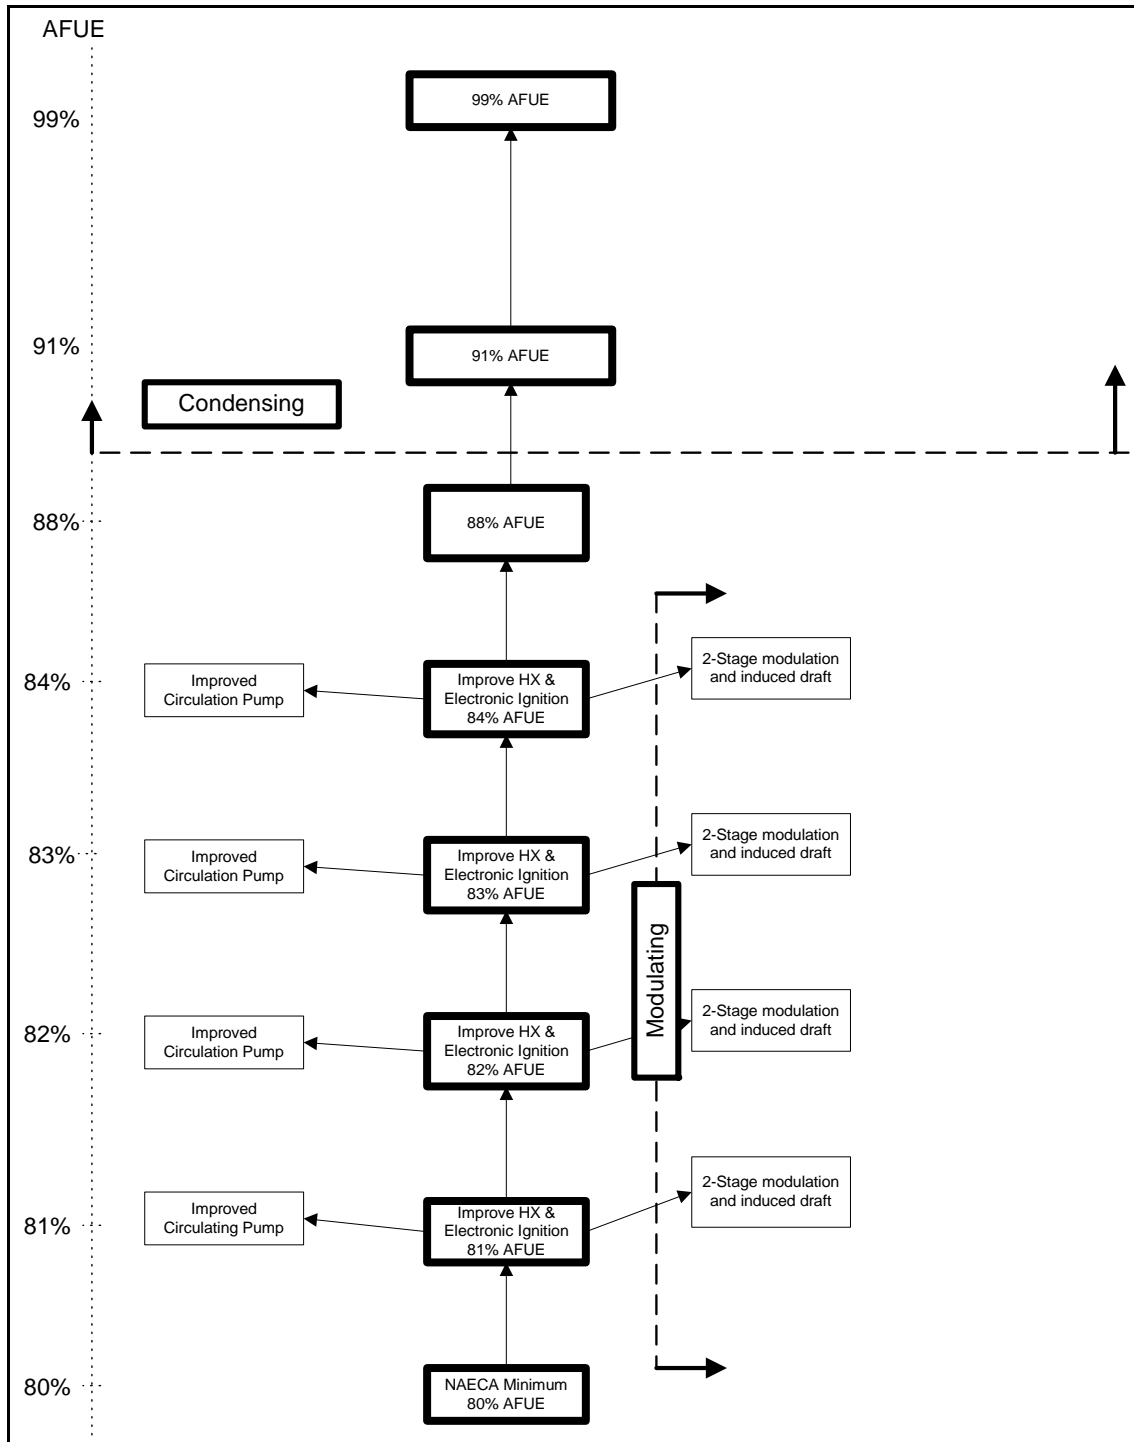 AFUE
99%
99% AFUE
91%
91% AFUE
Condensing
88%
88% AFUE
84%
Improved
Circulation Pump
Improve HX &
Electronic Ignition
84% AFUE
2-Stage modulation
and induced draft
83%
Improved
Circulation Pump
Improve HX &
Electronic Ignition
83% AFUE
2-Stage modulation
and induced draft
Modulating
82%
Improved
Circulation Pump
Improve HX &
Electronic Ignition
82% AFUE
2-Stage modulation
and induced draft
81%
Improved
Circulating Pump
Improve HX &
Electronic Ignition
81% AFUE
2-Stage modulation
and induced draft
80%
NAECA Minimum
80% AFUE